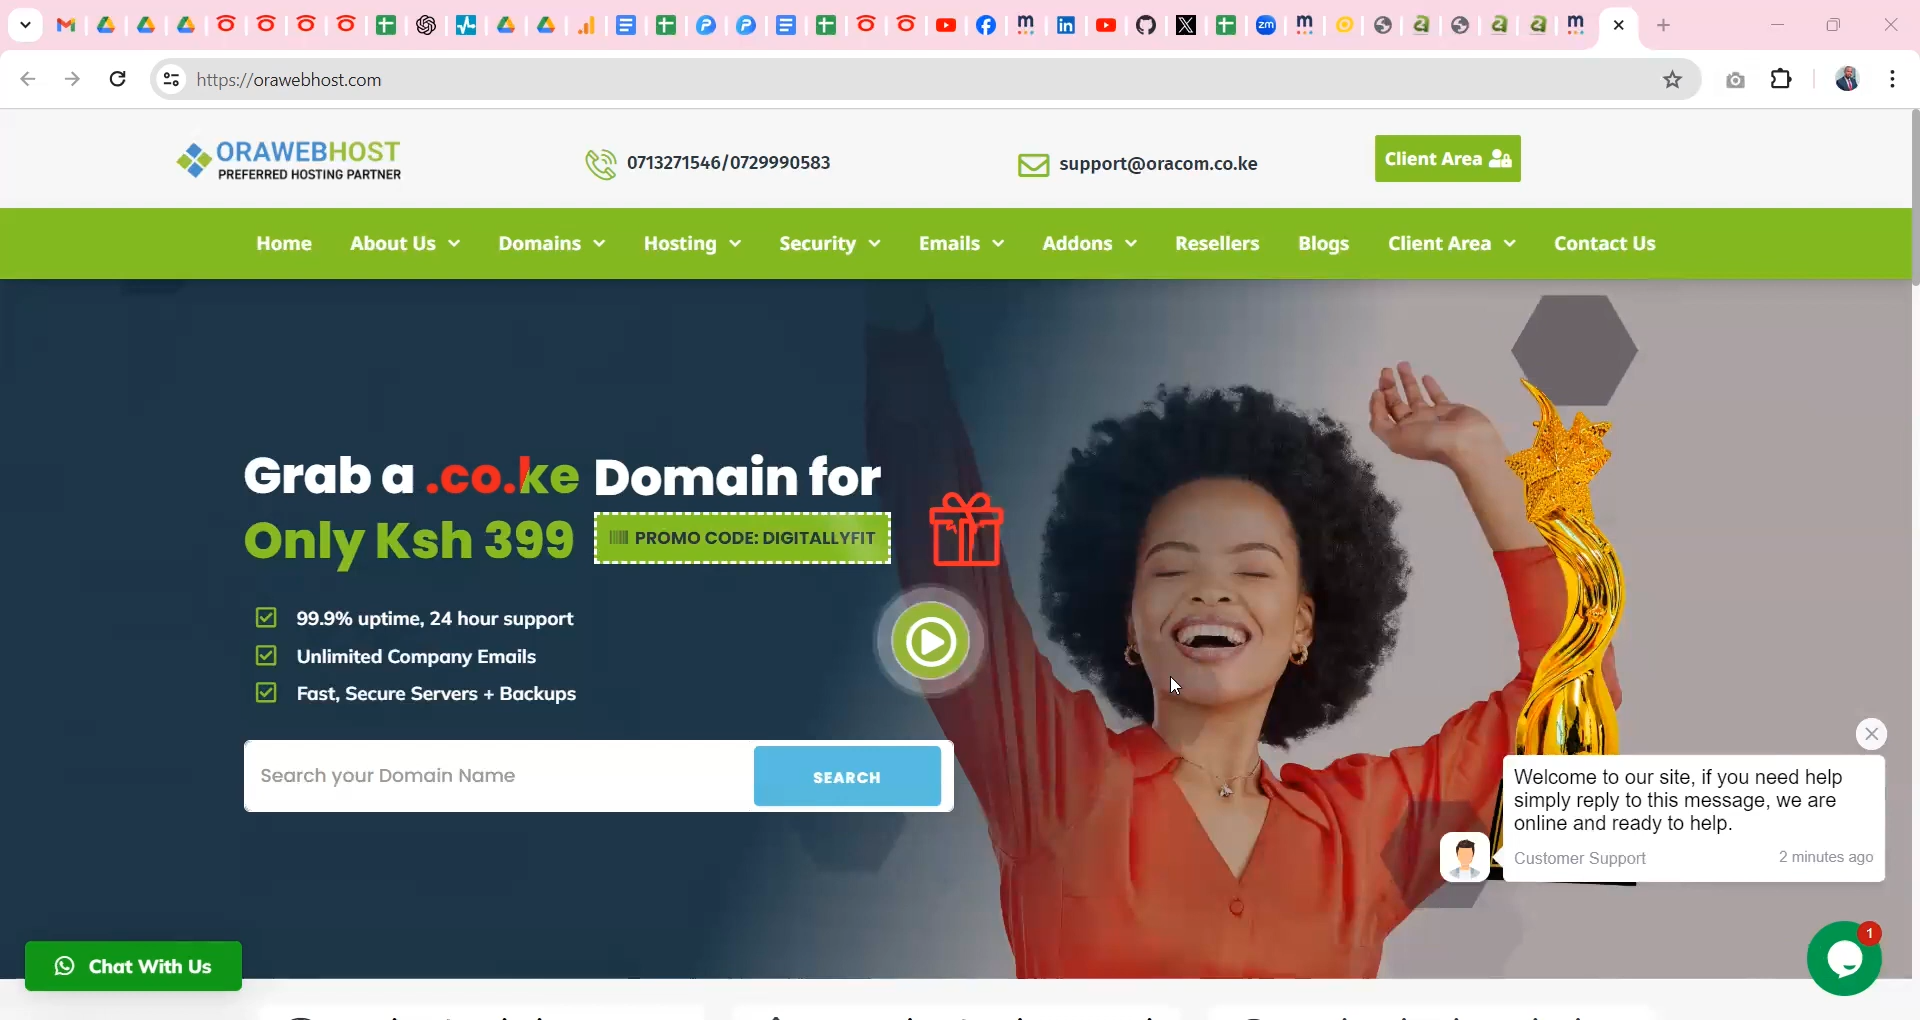 https://orawebhost.com
ORAWEBHOST
PREFERRED HOSTING PARTNER
0713271546/0729990583
support@oracom.co.ke
Client Area
Home
About Us
Domains
Hosting
Security
Emails
Addons
Resellers
Blogs
Client Area
Contact Us
Grab a .co.ke Domain for
Only Ksh 399
PROMO CODE: DIGITALLYFIT
99.9% uptime, 24 hour support
Unlimited Company Emails
Fast, Secure Servers + Backups
Search your Domain Name
SEARCH
Welcome to our site, if you need help
simply reply to this message, we are
online and ready to help.
Customer Support
2 minutes ago
Chat With Us
1